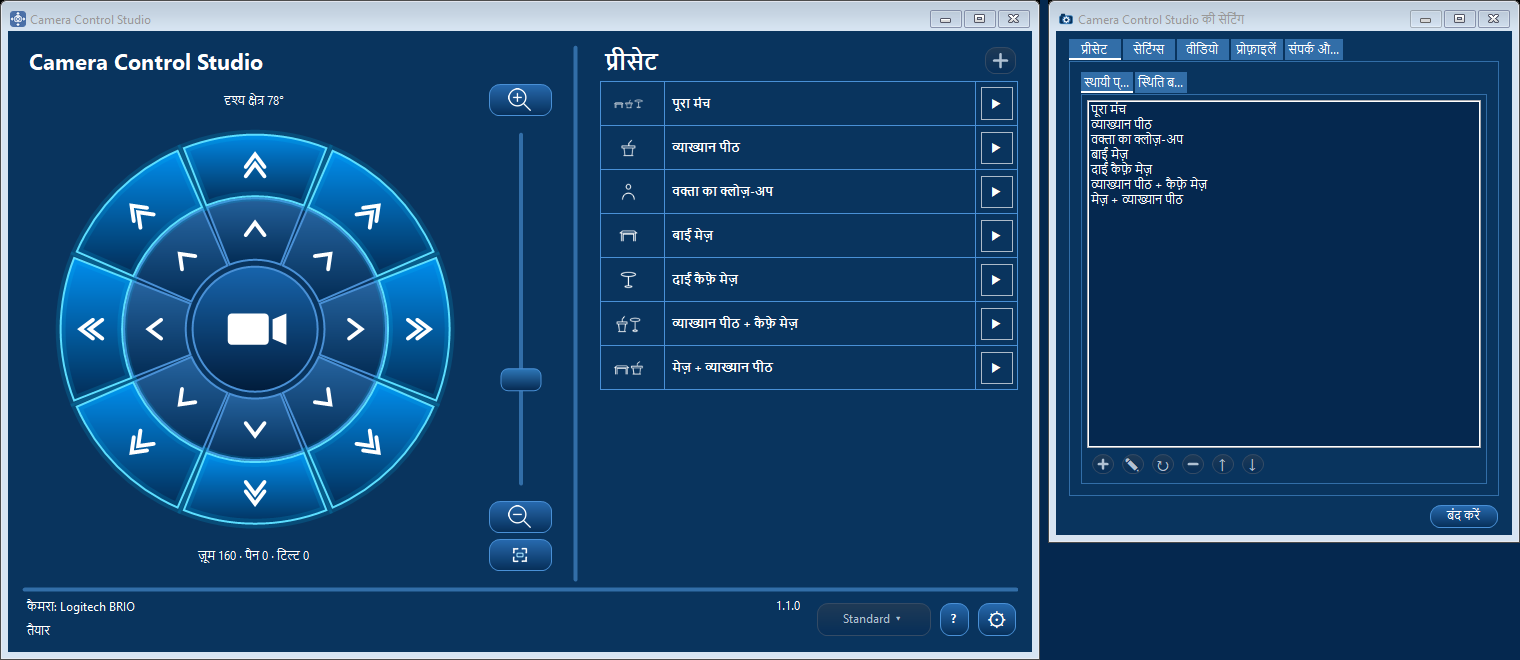 Camera Control Studio
Camera Control Studio
दृश्य क्षेत्र 78°
ज़ूम 160 · पैन 0 · टिल्ट 0
प्रीसेट
पूरा मंच
व्याख्यान पीठ
वक्ता का क्लोज़-अप
बाईं मेज़
दाईं कैफ़े मेज़
व्याख्यान पीठ + कैफ़े मेज़
मेज़ + व्याख्यान पीठ
कैमरा: Logitech BRIO
तैयार
1.1.0
Standard
?
Camera Control Studio की सेटिंग
प्रीसेट सेटिंग्स वीडियो प्रोफ़ाइलें संपर्क औ...
स्थायी प्... स्थिति ब...
पूरा मंच
व्याख्यान पीठ
वक्ता का क्लोज़-अप
बाईं मेज़
दाईं कैफ़े मेज़
व्याख्यान पीठ + कैफ़े मेज़
मेज़ + व्याख्यान पीठ
बंद करें